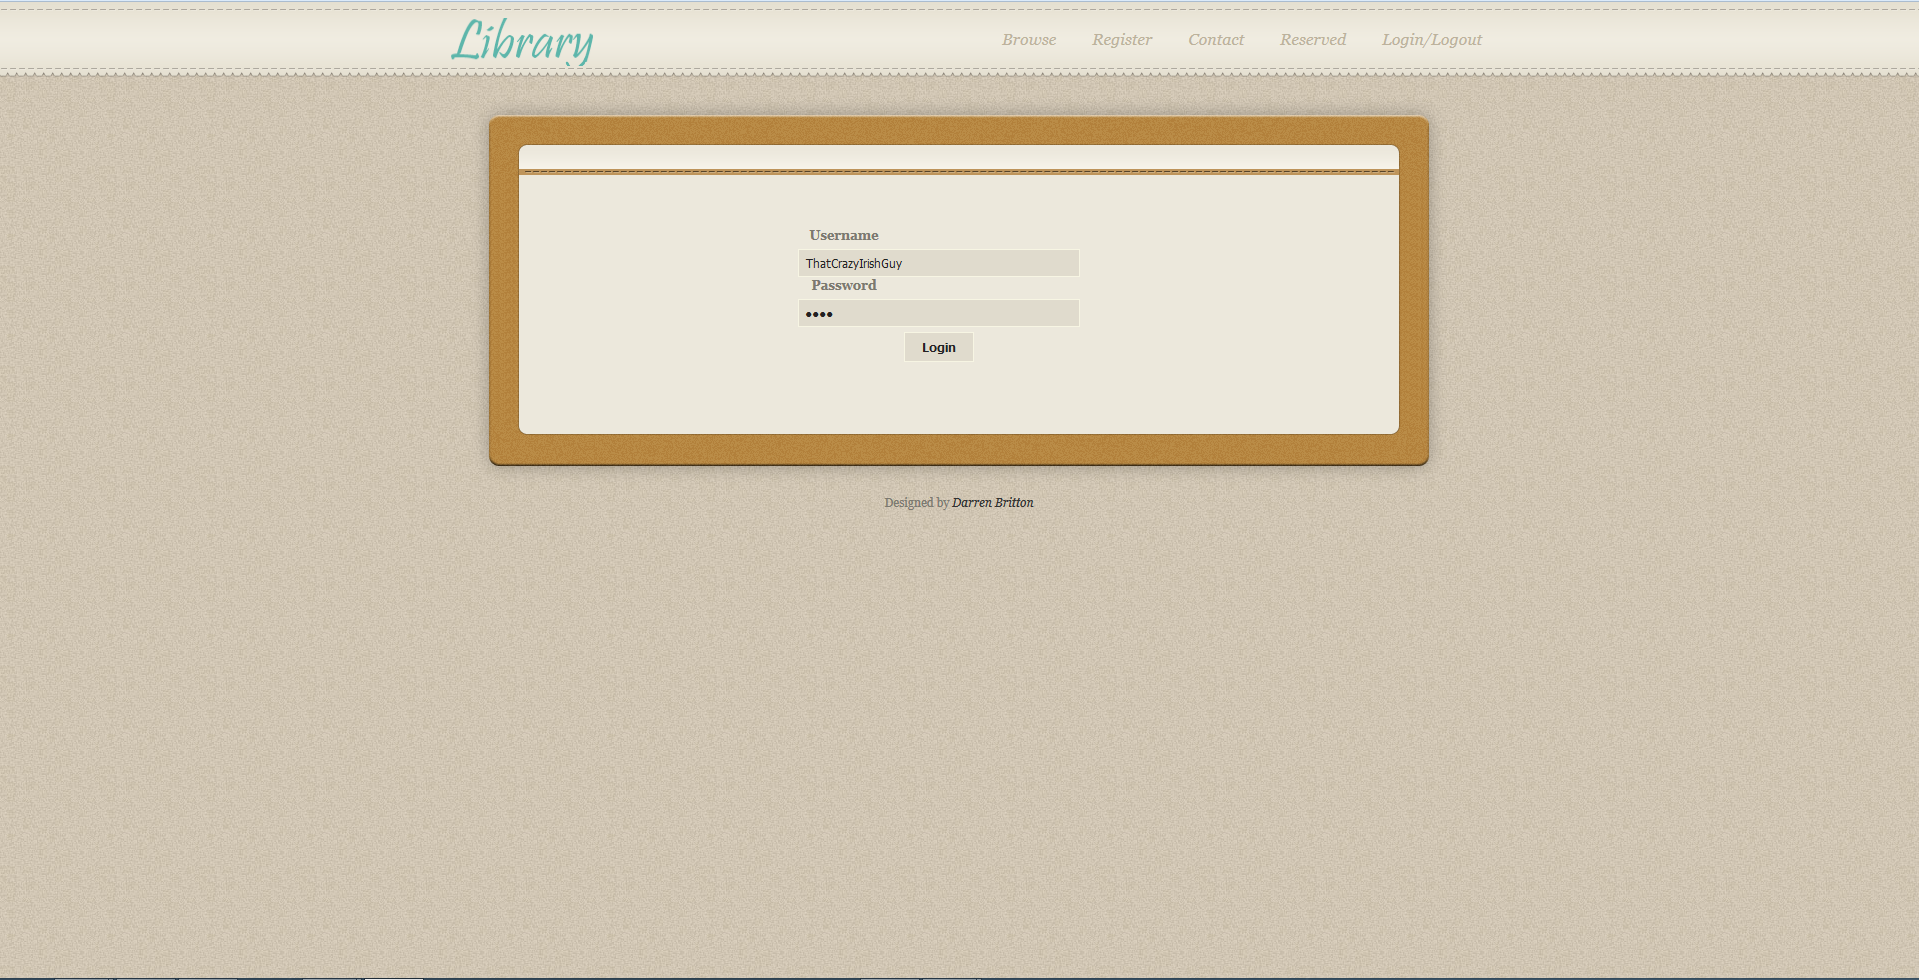 Library
Browse Register Contact Reserved Login/Logout
Username
ThatCrazyIrishGuy
Password
••••
Login
Designed by Darren Britton